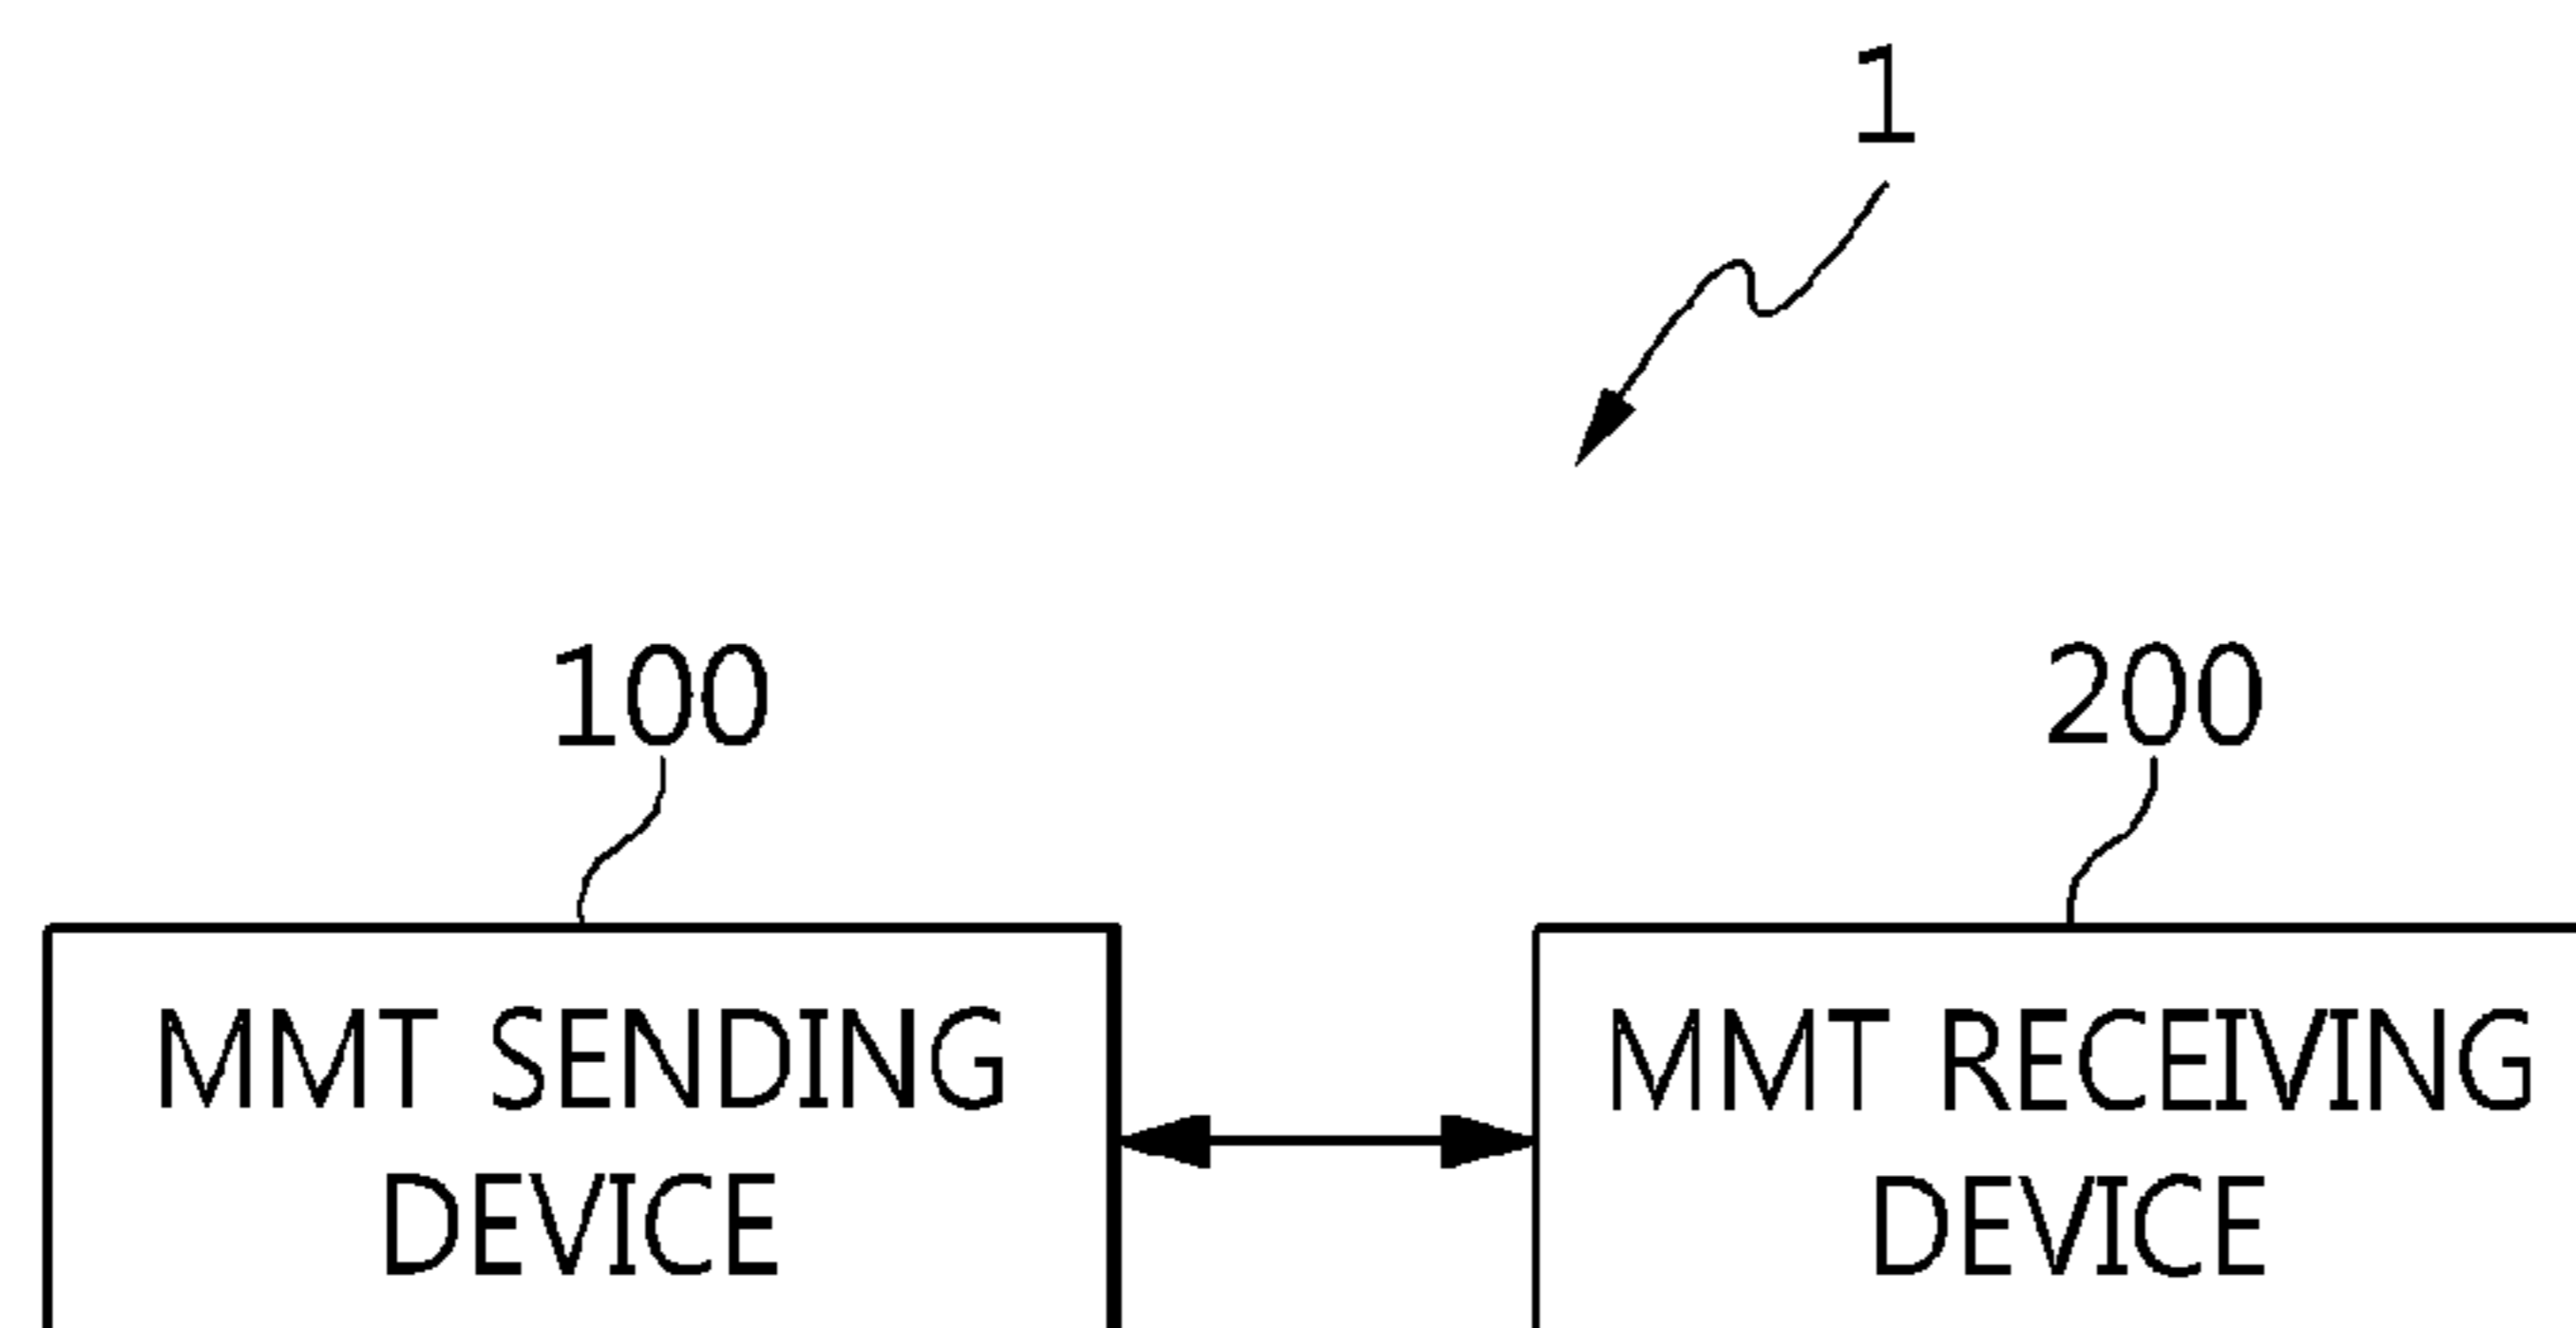 1
100
200
MMT SENDING
DEVICE
MMT RECEIVING
DEVICE